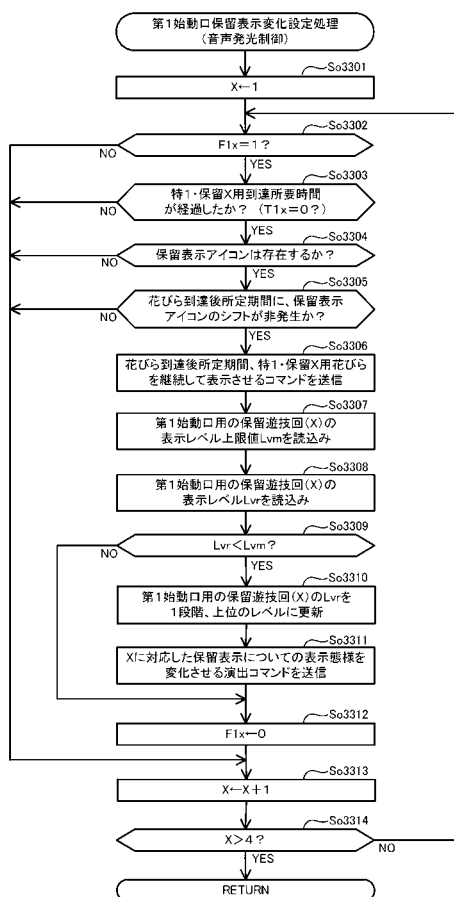 第1始動口保留表示変化設定処理
(音声発光制御)
So3301
X←1
So3302
F1x=1?
NO
YES
So3303
特1・保留X用到達所要時間
が経過したか? (T1x=0?)
NO
YES
So3304
保留表示アイコンは存在するか?
NO
YES
So3305
花びら到達後所定期間に、保留表示
アイコンのシフトが非発生か?
NO
YES
So3306
花びら到達後所定期間、特1・保留X用花びら
を継続して表示させるコマンドを送信
So3307
第1始動口用の保留遊技回(X)の
表示レベル上限値Lvmを読込み
So3308
第1始動口用の保留遊技回(X)の
表示レベルLvrを読込み
So3309
Lvr<Lvm?
NO
YES
So3310
第1始動口用の保留遊技回(X)のLvrを
1段階、上位のレベルに更新
So3311
Xに対応した保留表示についての表示態様を
変化させる演出コマンドを送信
So3312
F1x←0
So3313
X←X+1
So3314
X>4?
NO
YES
RETURN